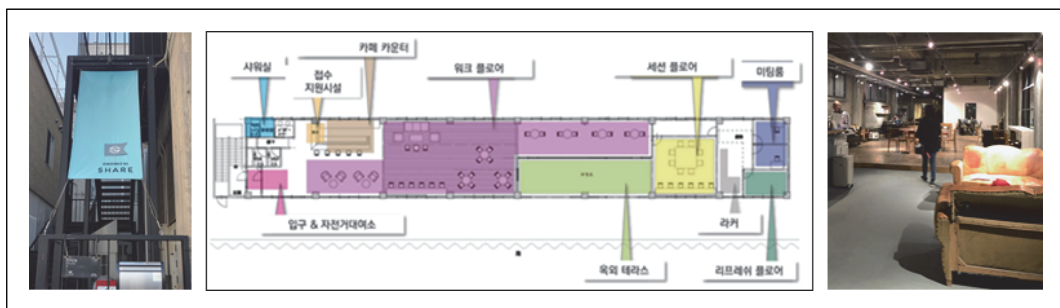 SHARE
샤워실
접수
지원시설
카페 카운터
워크 플로어
세션 플로어
미팅룸
입구 & 자전거대여소
옥외 테라스
라커
리프레쉬 플로어